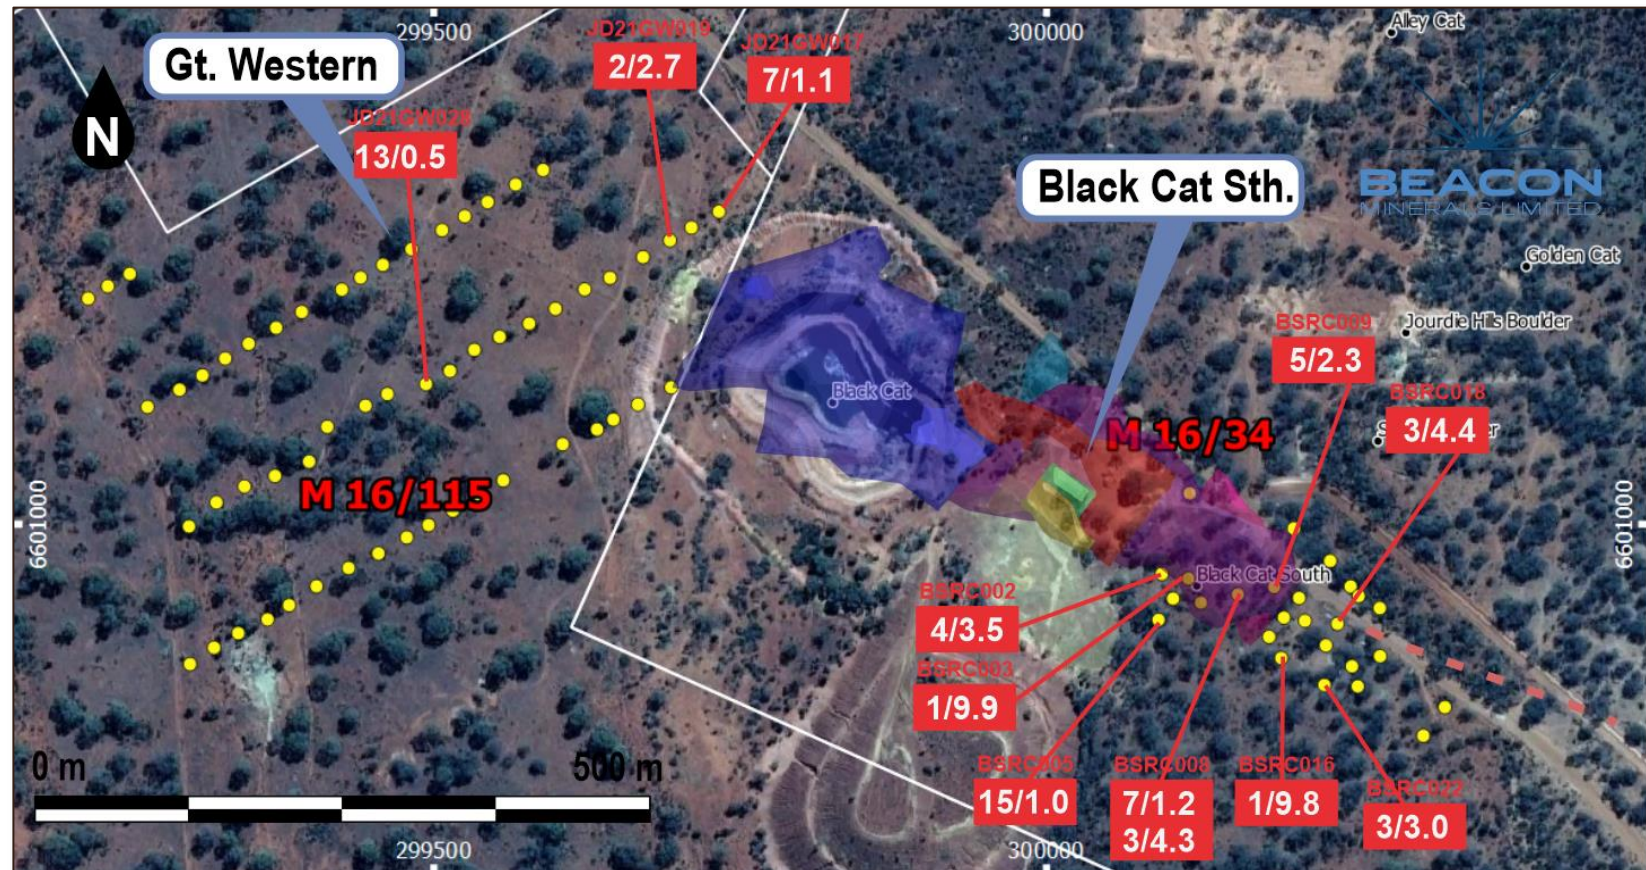 299500
300000
Alley Cat
JD21GW019
2/2.7
JD21GW017
7/1.1
Gt. Western
N
JD21GW028
13/0.5
Black Cat Sth.
BEACON
MINERALS LIMITED
Golden Cat
Jourdie Hills Boulder
BSRC009
5/2.3
BSRC018
3/4.4
Black Cat
M 16/34
M 16/115
6601000
6601000
Black Cat South
BSRC002
4/3.5
BSRC003
1/9.9
BSRC005
15/1.0
BSRC008
7/1.2
3/4.3
BSRC016
1/9.8
BSRC022
3/3.0
0 m
500 m
299500
300000